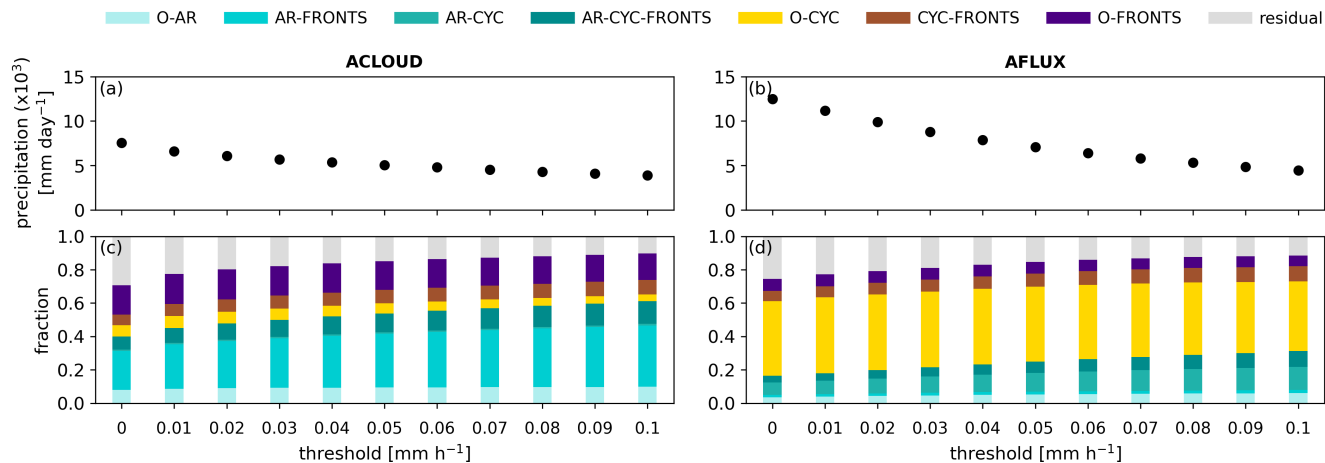 O-AR AR-FRONTS AR-CYC AR-CYC-FRONTS O-CYC CYC-FRONTS O-FRONTS residual
ACLOUD AFLUX
precipitation (x10³)
[mm day⁻¹]
(a)
15
10
5
0
(b)
15
10
5
0
fraction
(c)
1.0
0.8
0.6
0.4
0.2
0.0
0 0.01 0.02 0.03 0.04 0.05 0.06 0.07 0.08 0.09 0.1
threshold [mm h⁻¹]
(d)
1.0
0.8
0.6
0.4
0.2
0.0
0 0.01 0.02 0.03 0.04 0.05 0.06 0.07 0.08 0.09 0.1
threshold [mm h⁻¹]